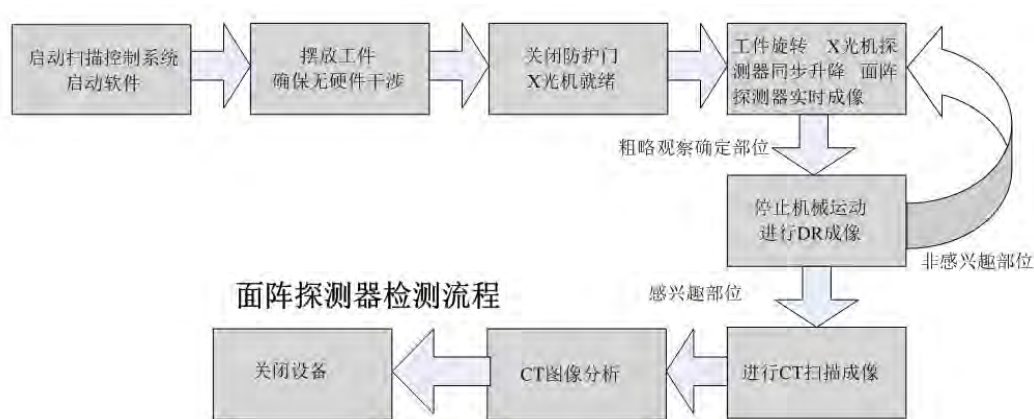 启动扫描控制系统
启动软件
摆放工件
确保无硬件干涉
关闭防护门
X光机就绪
工件旋转 X光机探
测器同步升降 面阵
探测器实时成像
粗略观察确定部位
停止机械运动
进行DR成像
非感兴趣部位
感兴趣部位
面阵探测器检测流程
进行CT扫描成像
CT图像分析
关闭设备